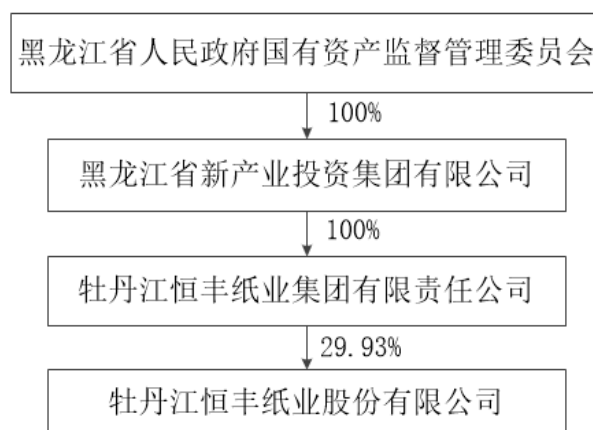 黑龙江省人民政府国有资产监督管理委员会
100%
黑龙江省新产业投资集团有限公司
100%
牡丹江恒丰纸业集团有限责任公司
29.93%
牡丹江恒丰纸业股份有限公司